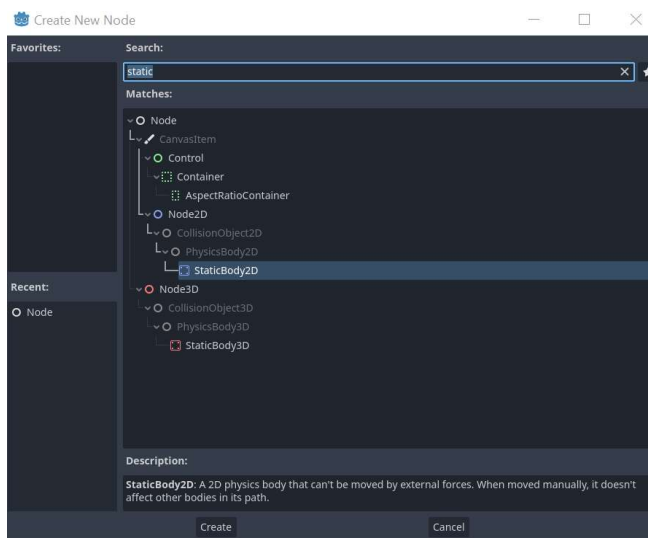 Create New Node
Favorites:
Search:
static
Matches:
Node
CanvasItem
Control
Container
AspectRatioContainer
Node2D
CollisionObject2D
PhysicsBody2D
StaticBody2D
Node3D
CollisionObject3D
PhysicsBody3D
StaticBody3D
Recent:
Node
Description:
StaticBody2D: A 2D physics body that can't be moved by external forces. When moved manually, it doesn't
affect other bodies in its path.
Create
Cancel